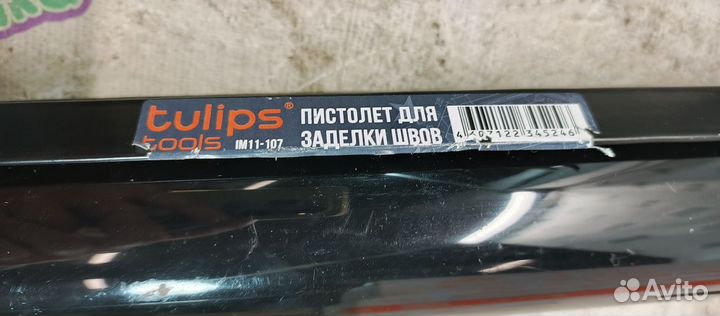 tulips®
tools IM11-107
ПИСТОЛЕТ ДЛЯ
ЗАДЕЛКИ ШВОВ
Avito